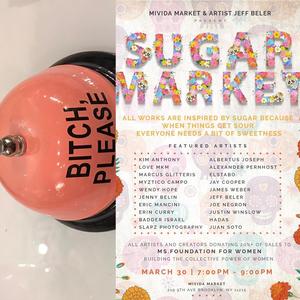 BITCH,
PLEASE
MIVIDA MARKET & ARTIST JEFF BELER
PRESENTS
SUGAR
MARKET
ALL WORKS ARE INSPIRED BY SUGAR BECAUSE
WHEN THINGS GET SOUR,
EVERYONE NEEDS A BIT OF SWEETNESS
FEATURED ARTISTS
KIM ANTHONY
LOVE MKM
MARCUS GLITTERIS
MYZTICO CAMPO
WENDY HOPE
JENNY BELIN
ERIC MANCINI
ERIN CURRY
BADDER ISRAEL
SLAPZ PHOTOGRAPHY
ALBERTUS JOSEPH
ALEXANDER PERNHOST
ELSTABO
JAY COOPER
JAMES WEBER
JEFF BELER
JOE NEGRON
JUSTIN WINSLOW
HADAS
JUAN SOTO
ALL ARTISTS AND CREATORS DONATING 20% OF SALES TO
MS.FOUNDATION FOR WOMEN
BUILDING THE COLLECTIVE POWER OF WOMEN
MARCH 30 | 7:00PM - 9:00PM
MIVIDA MARKET